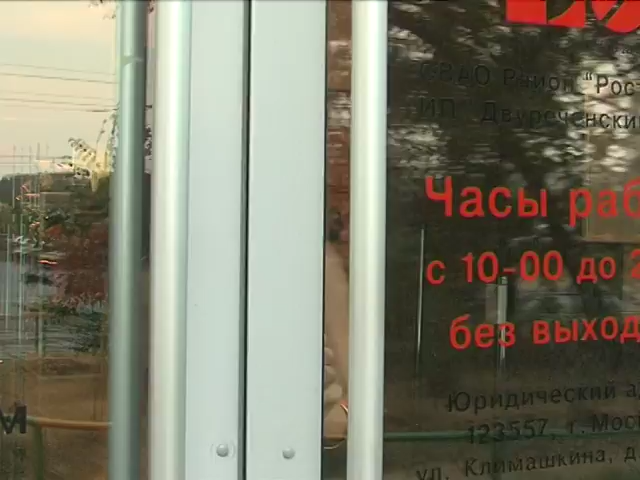 СВАО Район "Рос
ИП "Двуреченски
Часы раб
с 10-00 до 2
без выход
Юридический а
123557, г. Мос
ул. Климашкина, д
м